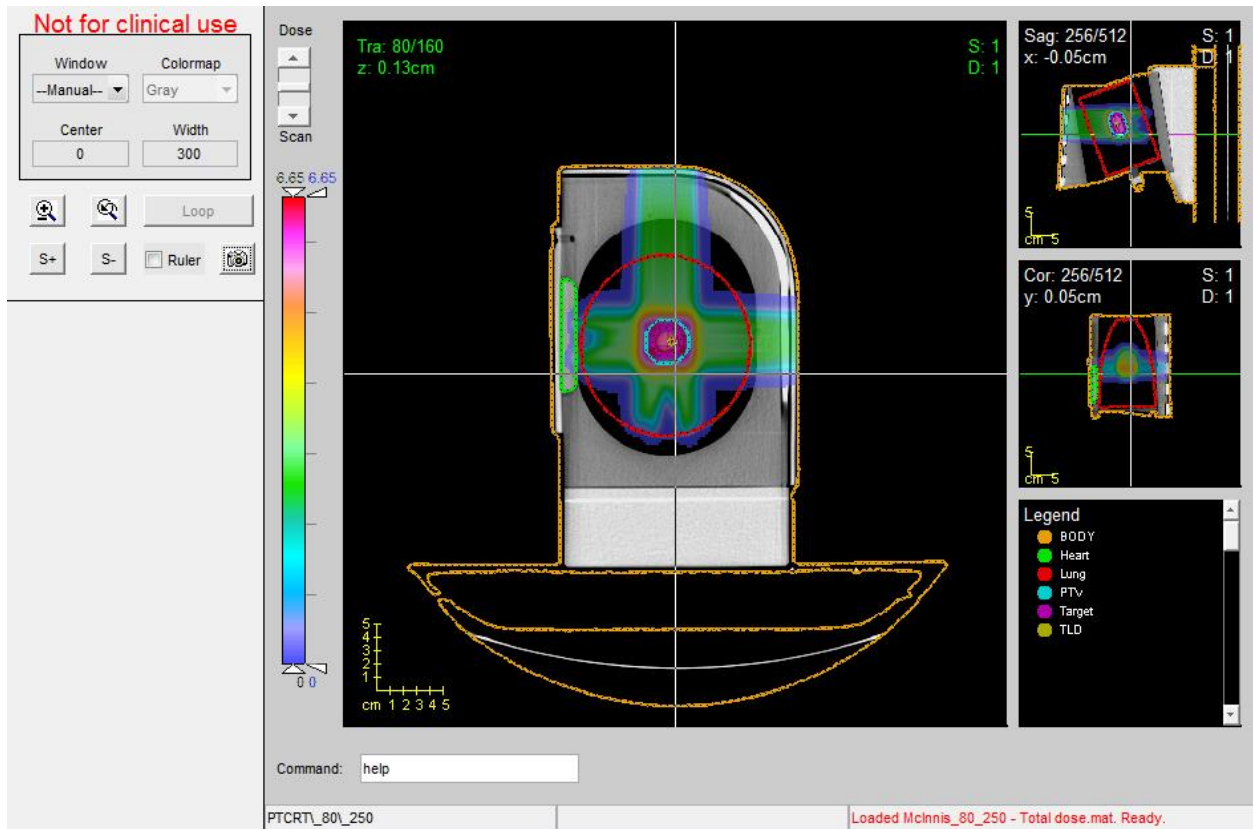 Not for clinical use
Window
Colormap
--Manual--
Gray
Center
Width
0
300
Loop
S+
S-
Ruler
Dose
Scan
6.65 6.65
0 0
Tra: 80/160
z: 0.13cm
S: 1
D: 1
5
4
3
2
1
cm 1 2 3 4 5
Sag: 256/512
x: -0.05cm
S: 1
D: 1
5
cm 5
Cor: 256/512
y: 0.05cm
S: 1
D: 1
5
cm 5
Legend
BODY
Heart
Lung
PTv
Target
TLD
Command:
help
PTCRT\_80\_250
Loaded McInnis_80_250 - Total dose.mat. Ready.